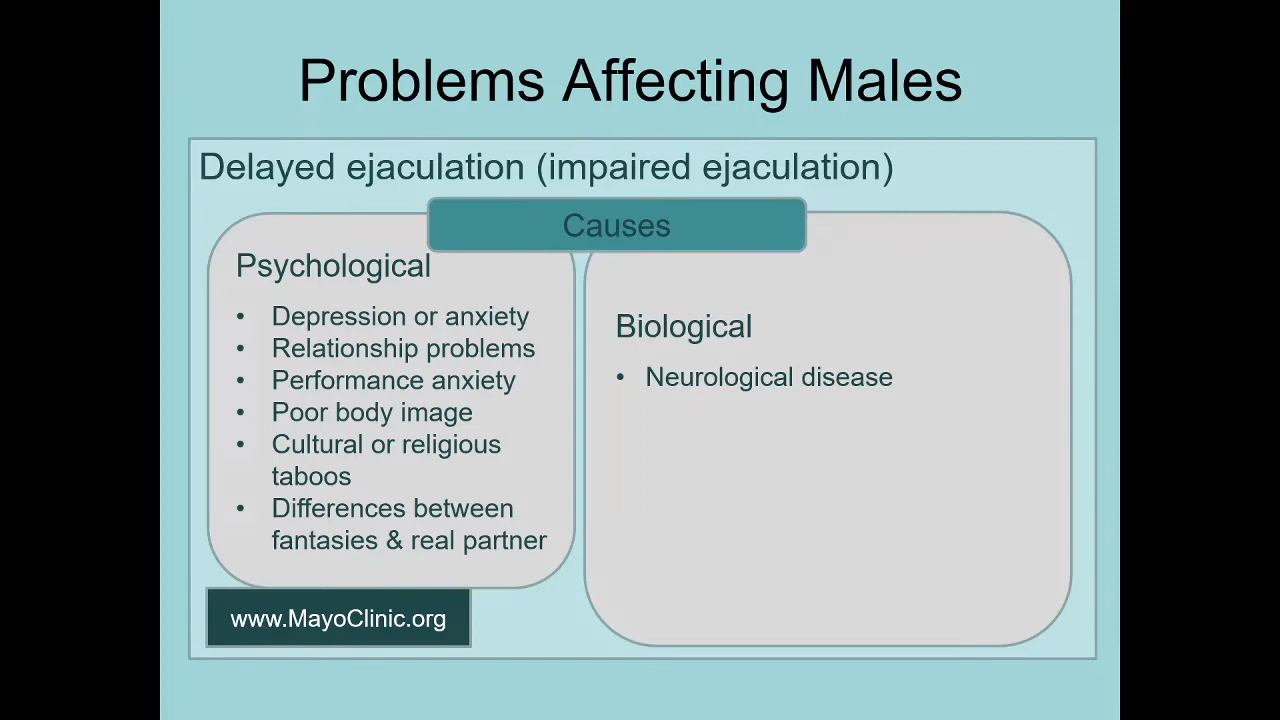 Problems Affecting Males
Delayed ejaculation (impaired ejaculation)
Causes
Psychological
• Depression or anxiety
• Relationship problems
• Performance anxiety
• Poor body image
• Cultural or religious
taboos
• Differences between
fantasies & real partner
Biological
• Neurological disease
www.MayoClinic.org